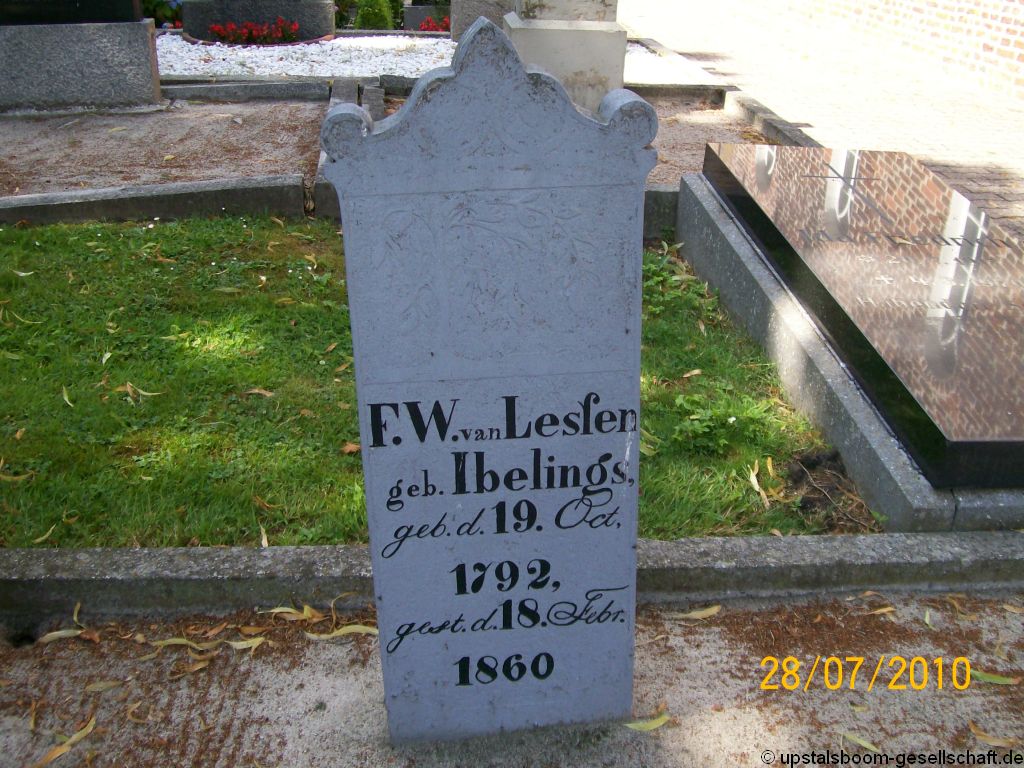 F. W. van Lesſen
geb. Ibelings,
geb. d. 19. Oct.
1792,
gest. d. 18. Febr.
1860
28/07/2010
© upstalsboom-gesellschaft.de